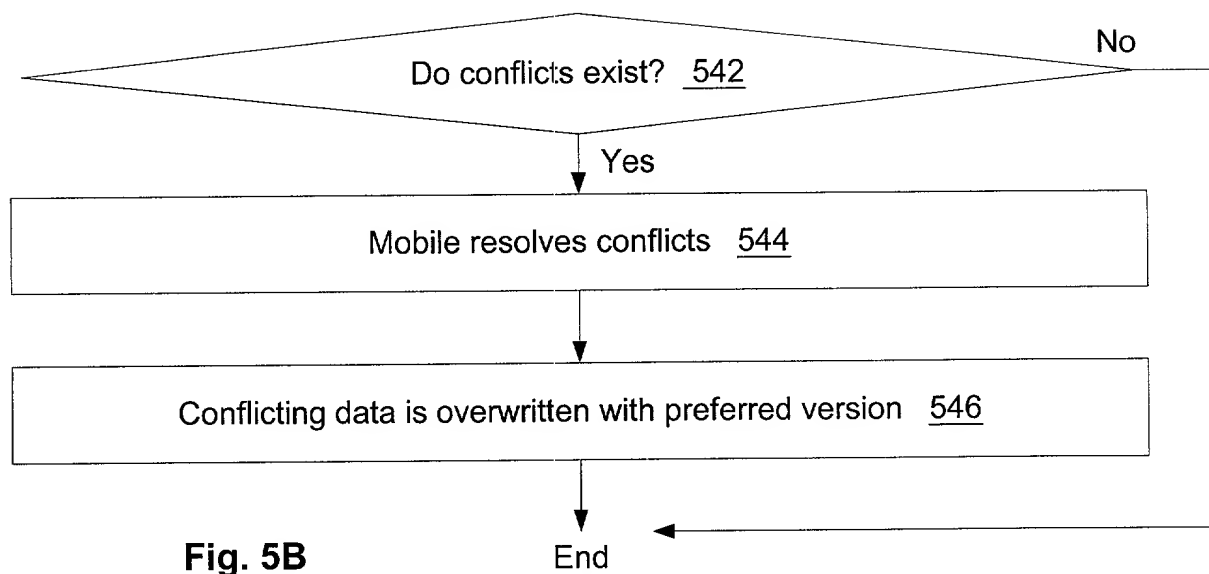 No
Do conflicts exist? 542
Yes
Mobile resolves conflicts 544
Conflicting data is overwritten with preferred version 546
Fig. 5B
End